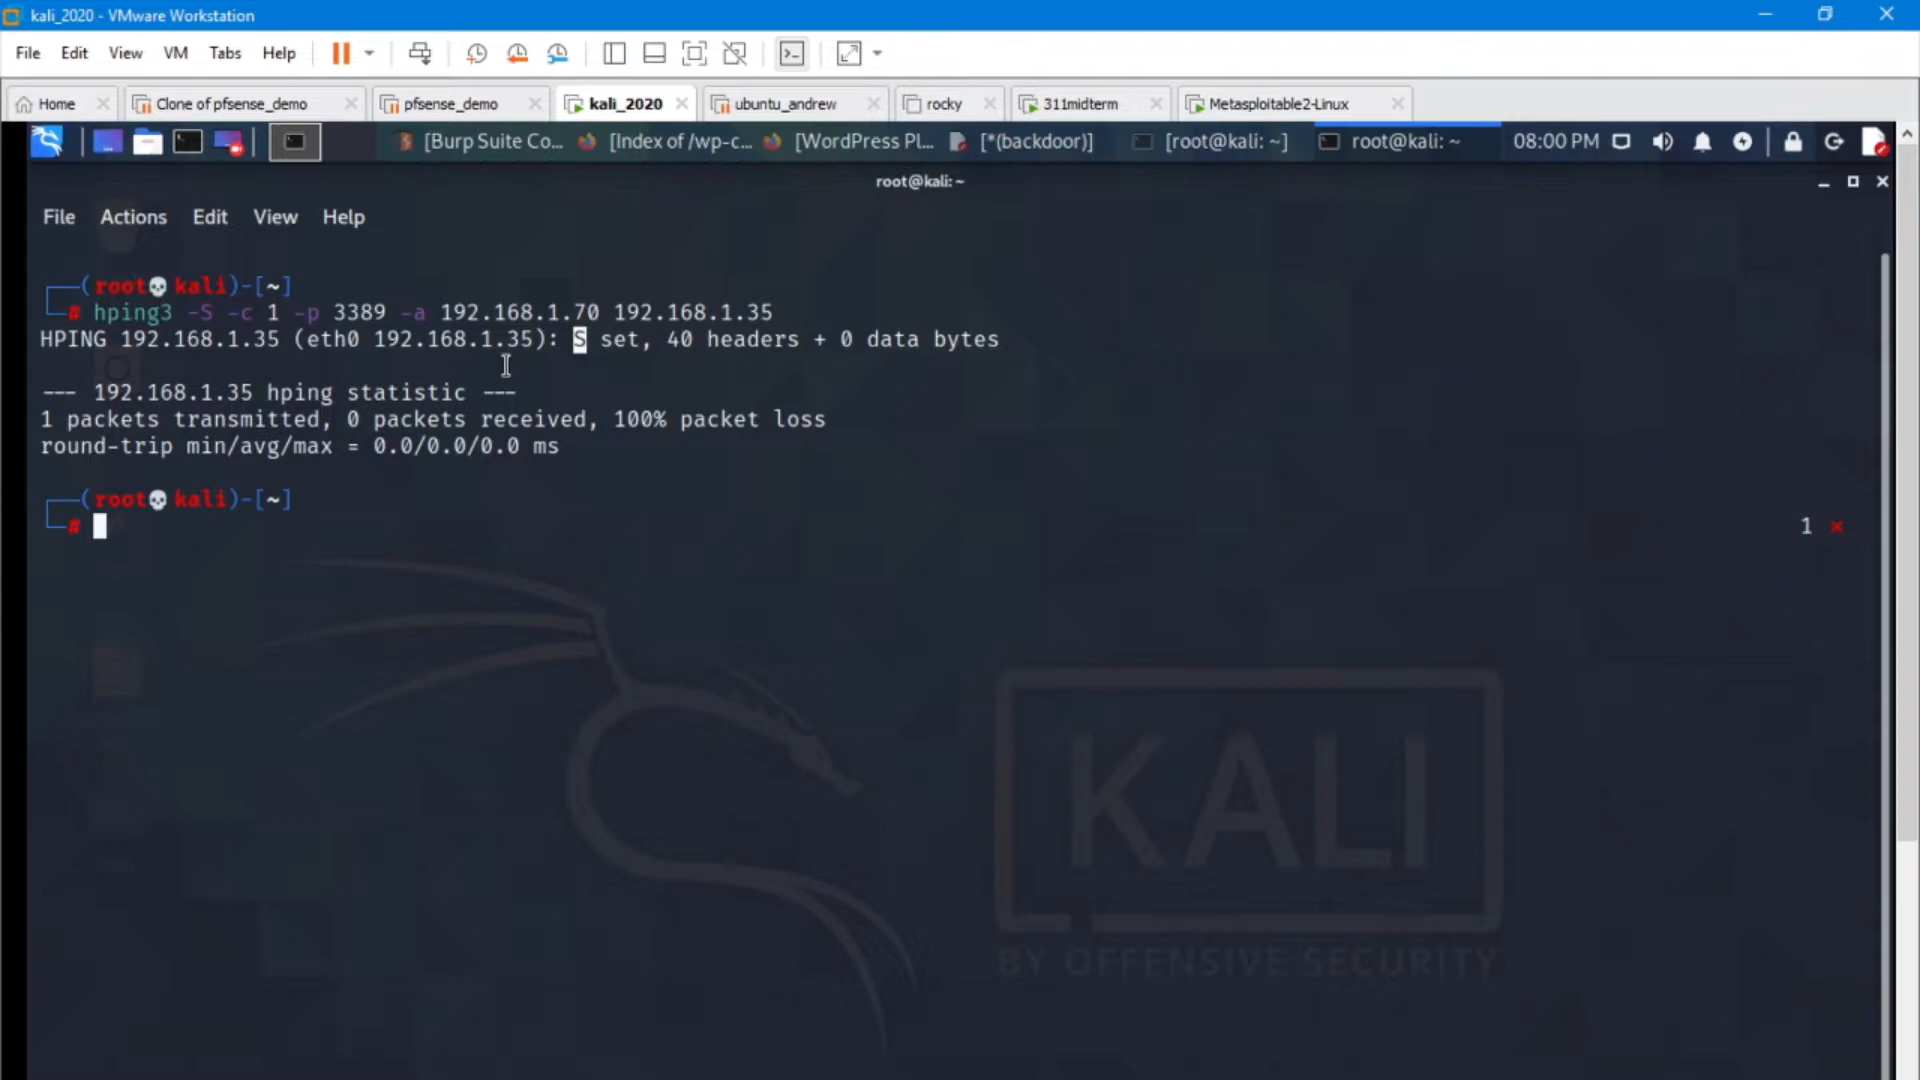 kali_2020 - VMware Workstation
File Edit View VM Tabs Help
Home Clone of pfsense_demo pfsense_demo kali_2020 ubuntu_andrew rocky 311midterm Metasploitable2-Linux
[Burp Suite Co... [Index of /wp-c... [WordPress Pl... [*(backdoor)] [root@kali: ~] root@kali: ~ 08:00 PM
root@kali: ~
File Actions Edit View Help
┌──(root💀kali)-[~]
└─# hping3 -S -c 1 -p 3389 -a 192.168.1.70 192.168.1.35
HPING 192.168.1.35 (eth0 192.168.1.35): S set, 40 headers + 0 data bytes
--- 192.168.1.35 hping statistic ---
1 packets transmitted, 0 packets received, 100% packet loss
round-trip min/avg/max = 0.0/0.0/0.0 ms
┌──(root💀kali)-[~]
└─# 1 ⨯
KALI
BY OFFENSIVE SECURITY